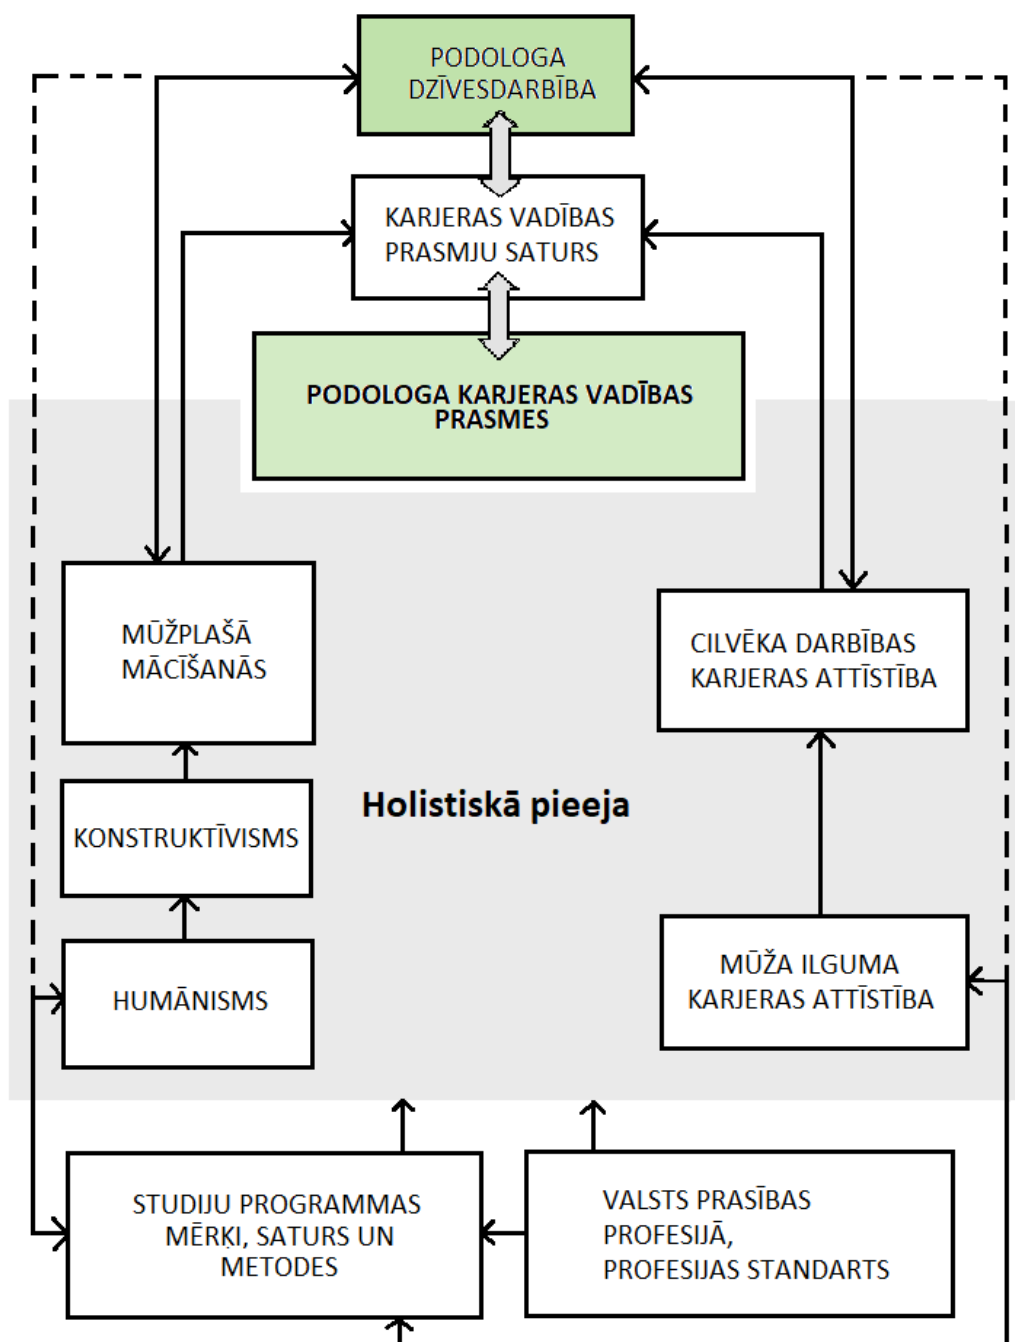 PODOLOGA
DZĪVESDARBĪBA
KARJERAS VADĪBAS
PRASMJU SATURS
PODOLOGA KARJERAS VADĪBAS
PRASMES
MŪŽPLAŠĀ
MĀCĪŠANĀS
CILVĒKA DARBĪBAS
KARJERAS ATTĪSTĪBA
Holistiskā pieeja
KONSTRUKTĪVISMS
HUMĀNISMS
MŪŽA ILGUMA
KARJERAS ATTĪSTĪBA
STUDIJU PROGRAMMAS
MĒRĶI, SATURS UN
METODES
VALSTS PRASĪBAS
PROFESIJĀ,
PROFESIJAS STANDARTS